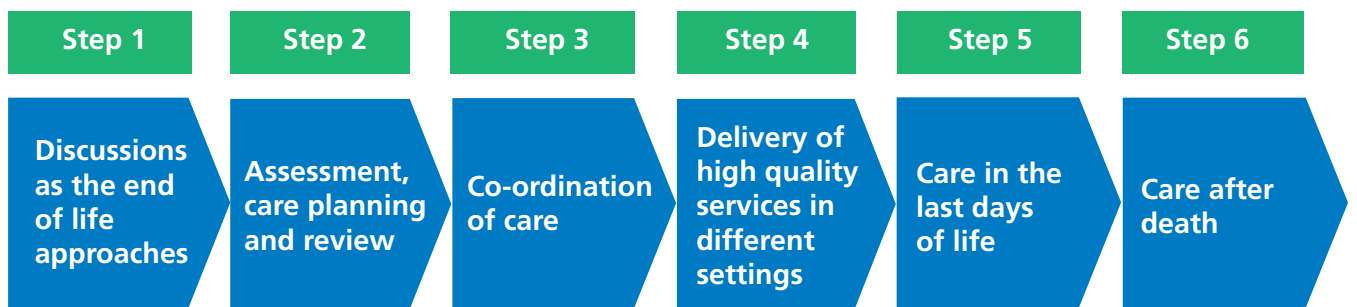 Step 1
Step 2
Step 3
Step 4
Step 5
Step 6
Discussions
as the end
of life
approaches
Assessment,
care planning
and review
Co-ordination
of care
Delivery of
high quality
services in
different
settings
Care in the
last days
of life
Care after
death